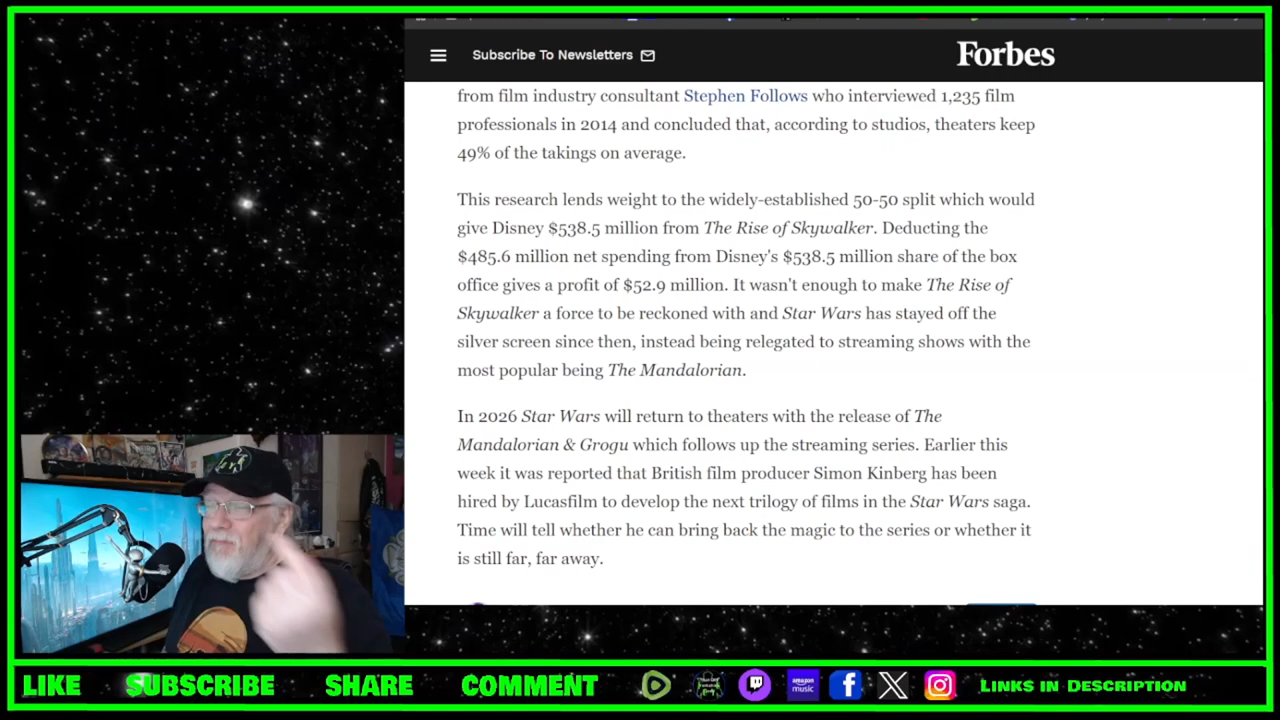 Subscribe To Newsletters
Forbes
from film industry consultant Stephen Follows who interviewed 1,235 film
professionals in 2014 and concluded that, according to studios, theaters keep
49% of the takings on average.
This research lends weight to the widely-established 50-50 split which would
give Disney $538.5 million from The Rise of Skywalker. Deducting the
$485.6 million net spending from Disney's $538.5 million share of the box
office gives a profit of $52.9 million. It wasn't enough to make The Rise of
Skywalker a force to be reckoned with and Star Wars has stayed off the
silver screen since then, instead being relegated to streaming shows with the
most popular being The Mandalorian.
In 2026 Star Wars will return to theaters with the release of The
Mandalorian & Grogu which follows up the streaming series. Earlier this
week it was reported that British film producer Simon Kinberg has been
hired by Lucasfilm to develop the next trilogy of films in the Star Wars saga.
Time will tell whether he can bring back the magic to the series or whether it
is still far, far away.
LIKE SUBSCRIBE SHARE COMMENT amazon music LINKS IN DESCRIPTION